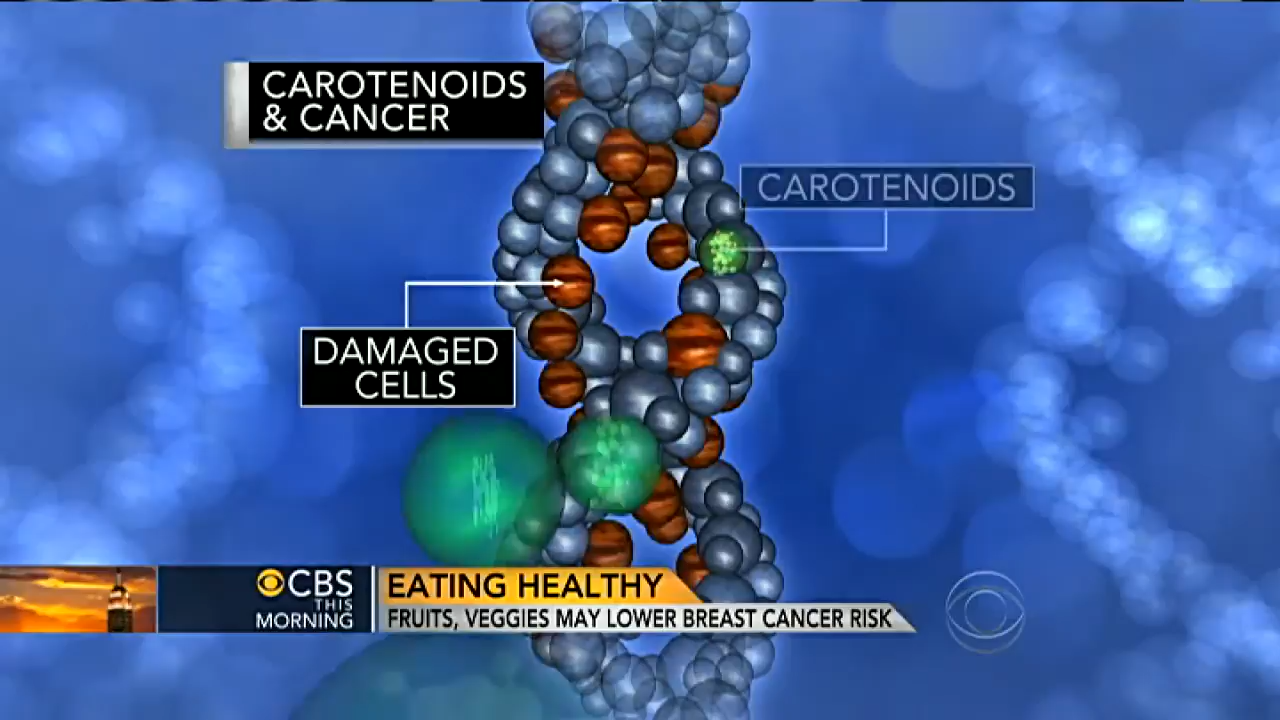 CAROTENOIDS
& CANCER
CAROTENOIDS
DAMAGED
CELLS
CBS
THIS
MORNING
EATING HEALTHY
FRUITS, VEGGIES MAY LOWER BREAST CANCER RISK